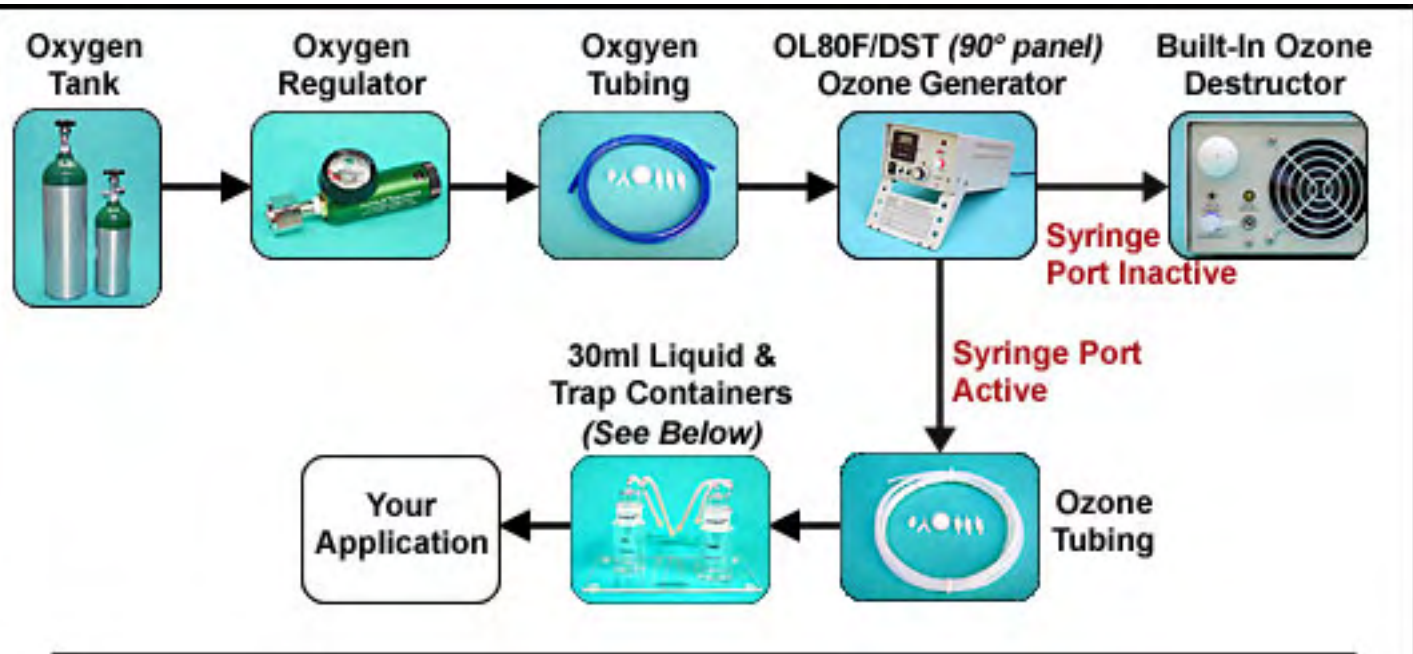 Oxygen
Tank
Oxygen
Regulator
Oxgyen
Tubing
OL80F/DST (90° panel)
Ozone Generator
Built-In Ozone
Destructor
Syringe
Port Inactive
Syringe Port
Active
30ml Liquid &
Trap Containers
(See Below)
Your
Application
Ozone
Tubing